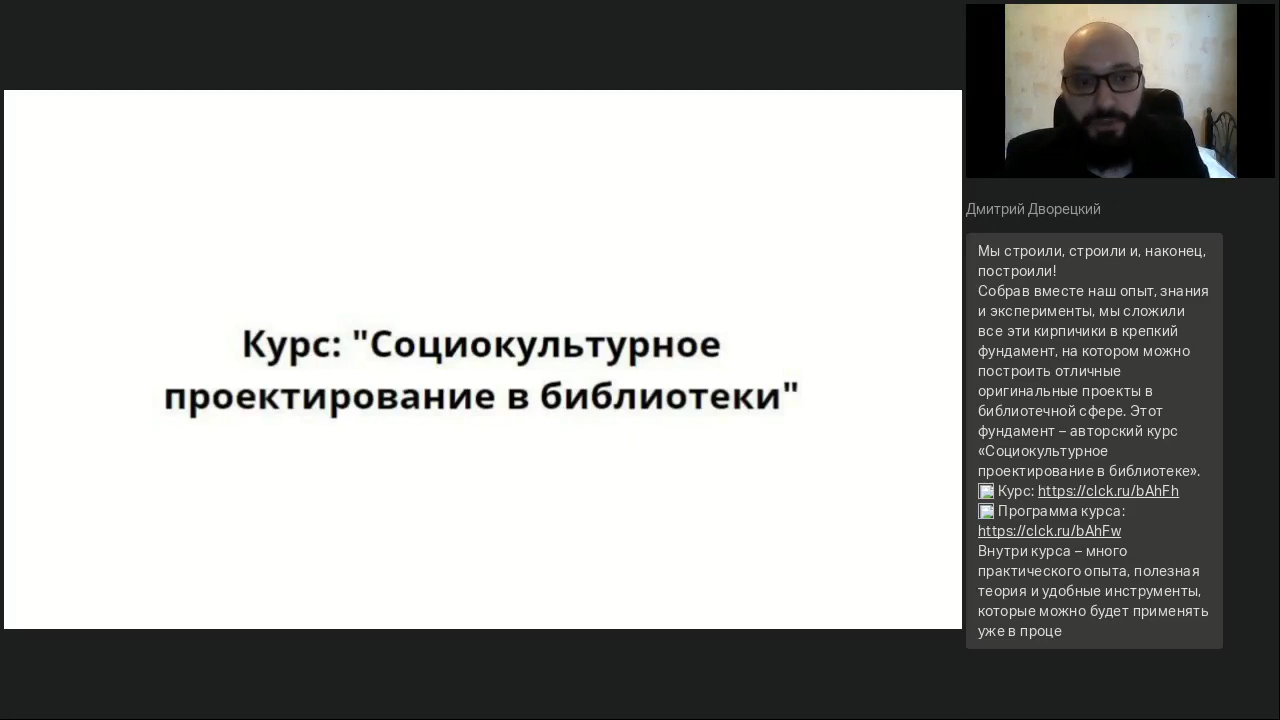 Курс: "Социокультурное
проектирование в библиотеки"
Дмитрий Дворецкий
Мы строили, строили и, наконец,
построили!
Собрав вместе наш опыт, знания
и эксперименты, мы сложили
все эти кирпичики в крепкий
фундамент, на котором можно
построить отличные
оригинальные проекты в
библиотечной сфере. Этот
фундамент – авторский курс
«Социокультурное
проектирование в библиотеке».
Курс: https://clck.ru/bAhFh
Программа курса:
https://clck.ru/bAhFw
Внутри курса – много
практического опыта, полезная
теория и удобные инструменты,
которые можно будет применять
уже в проце